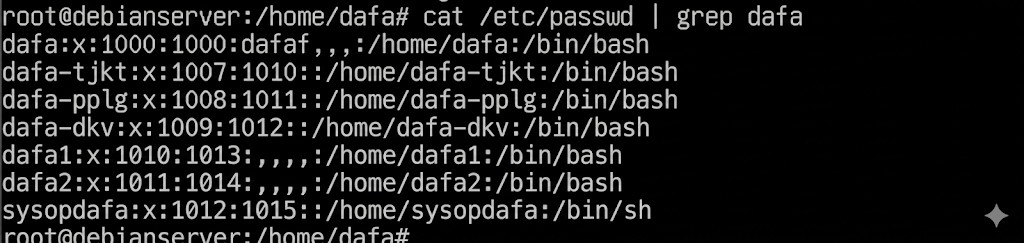 root@debianserver:/home/dafa# cat /etc/passwd | grep dafa
dafa:x:1000:1000:dafaf,,,:/home/dafa:/bin/bash
dafa-tjkt:x:1007:1010::/home/dafa-tjkt:/bin/bash
dafa-pplg:x:1008:1011::/home/dafa-pplg:/bin/bash
dafa-dkv:x:1009:1012::/home/dafa-dkv:/bin/bash
dafa1:x:1010:1013:,,,,:/home/dafa1:/bin/bash
dafa2:x:1011:1014:,,,,:/home/dafa2:/bin/bash
sysopdafa:x:1012:1015::/home/sysopdafa:/bin/sh
root@debianserver:/home/dafa#